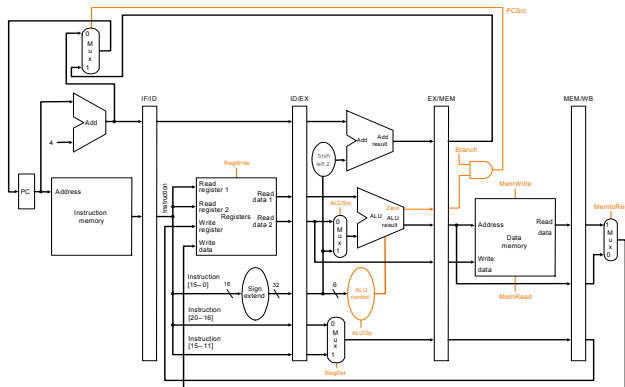 PCSrc
0
M
u
x
1
IF/ID
ID/EX
EX/MEM
MEM/WB
Add
4
Add
Add
result
Shift
left 2
RegWrite
Branch
PC
Address
Instruction
memory
Instruction
Read
register 1
Read
register 2
Registers
Write
register
Write
data
Read
data 1
Read
data 2
ALUSrc
0
M
u
x
1
Zero
ALU
ALU
result
MemWrite
Address
Read
data
Data
memory
Write
data
MemRead
MemtoRe
1
M
u
x
0
Instruction
[15– 0]
16
Sign
extend
32
6
ALU
control
ALUOp
Instruction
[20– 16]
Instruction
[15– 11]
0
M
u
x
1
RegDst